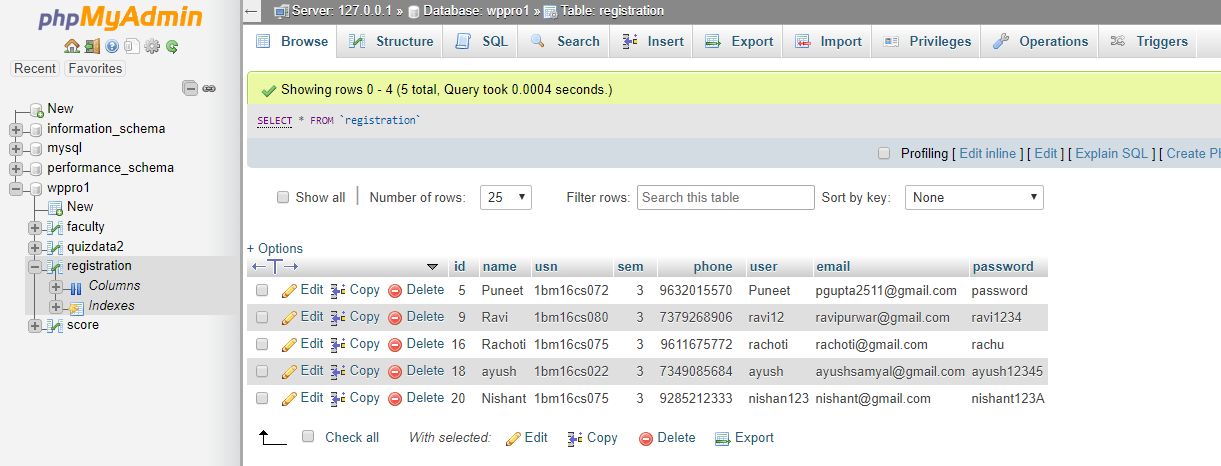 phpMyAdmin
Recent Favorites
New
information_schema
mysql
performance_schema
wppro1
New
faculty
quizdata2
registration
Columns
Indexes
score
Server: 127.0.0.1 » Database: wppro1 » Table: registration
Browse Structure SQL Search Insert Export Import Privileges Operations Triggers
Showing rows 0 - 4 (5 total, Query took 0.0004 seconds.)
SELECT * FROM `registration`
Profiling [ Edit inline ] [ Edit ] [ Explain SQL ] [ Create PH
Show all | Number of rows: 25 Filter rows: Search this table Sort by key: None
+ Options
id name usn sem phone user email password
Edit Copy Delete 5 Puneet 1bm16cs072 3 9632015570 Puneet pgupta2511@gmail.com password
Edit Copy Delete 9 Ravi 1bm16cs080 3 7379268906 ravi12 ravipurwar@gmail.com ravi1234
Edit Copy Delete 16 Rachoti 1bm16cs075 3 9611675772 rachoti rachoti@gmail.com rachu
Edit Copy Delete 18 ayush 1bm16cs022 3 7349085684 ayush ayushsamyal@gmail.com ayush12345
Edit Copy Delete 20 Nishant 1bm16cs075 3 9285212333 nishan123 nishant@gmail.com nishant123A
Check all With selected: Edit Copy Delete Export